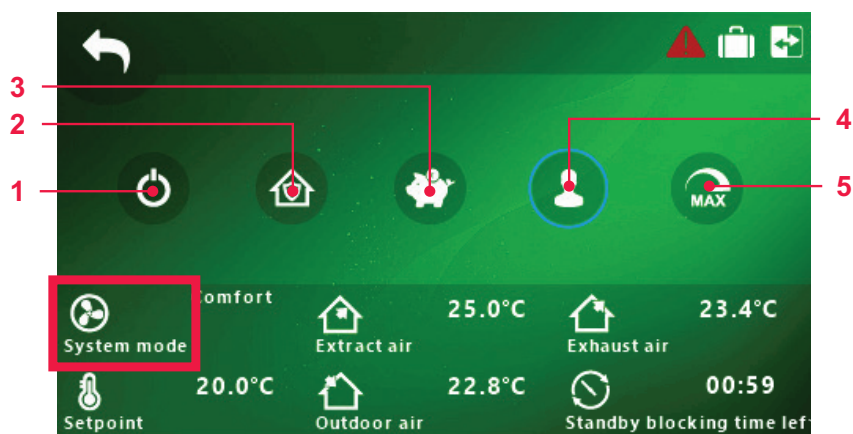 3
2
4
1
5
MAX
Comfort
25.0°C
23.4°C
System mode
Extract air
Exhaust air
20.0°C
22.8°C
00:59
Setpoint
Outdoor air
Standby blocking time lef